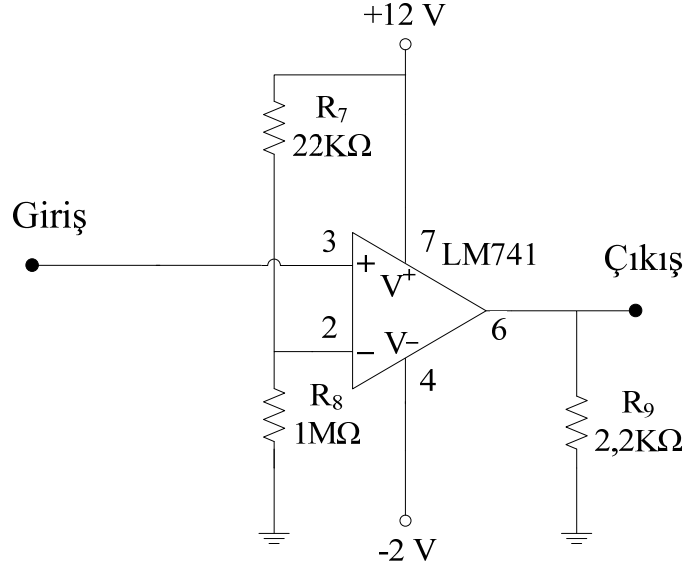 +12 V
R₇
22KΩ
Giriş
3
7
LM741
Çıkış
+
V⁺
2
6
−
V−
4
R₈
1MΩ
R₉
2,2KΩ
-2 V